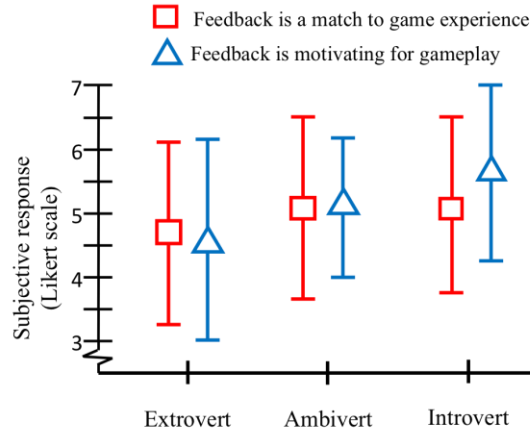 Feedback is a match to game experience
Feedback is motivating for gameplay
Subjective response
(Likert scale)
7
6
5
4
3
Extrovert
Ambivert
Introvert